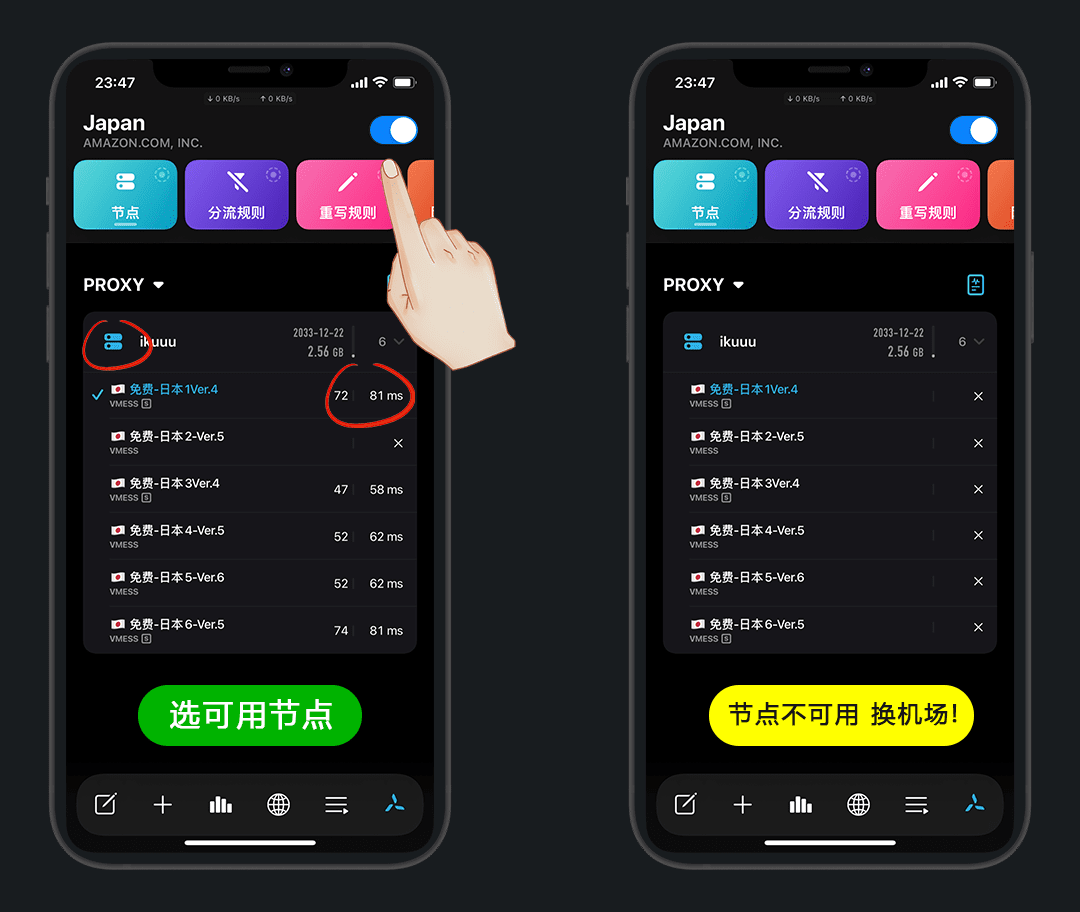 23:47
↓ 0 KB/s ↑ 0 KB/s
Japan
AMAZON.COM, INC.
节点
分流规则
重写规则
PROXY
ikuuu
2033-12-22
2.56 GB
6
免费-日本1Ver.4
VMESS S
72
81 ms
免费-日本2-Ver.5
VMESS
免费-日本3Ver.4
VMESS S
47
58 ms
免费-日本4-Ver.5
VMESS
52
62 ms
免费-日本5-Ver.6
VMESS
52
62 ms
免费-日本6-Ver.5
VMESS S
74
81 ms
选可用节点
23:47
↓ 0 KB/s ↑ 0 KB/s
Japan
AMAZON.COM, INC.
节点
分流规则
重写规则
PROXY
ikuuu
2033-12-22
2.56 GB
6
免费-日本1Ver.4
VMESS S
免费-日本2-Ver.5
VMESS
免费-日本3Ver.4
VMESS S
免费-日本4-Ver.5
VMESS
免费-日本5-Ver.6
VMESS
免费-日本6-Ver.5
VMESS S
节点不可用 换机场!